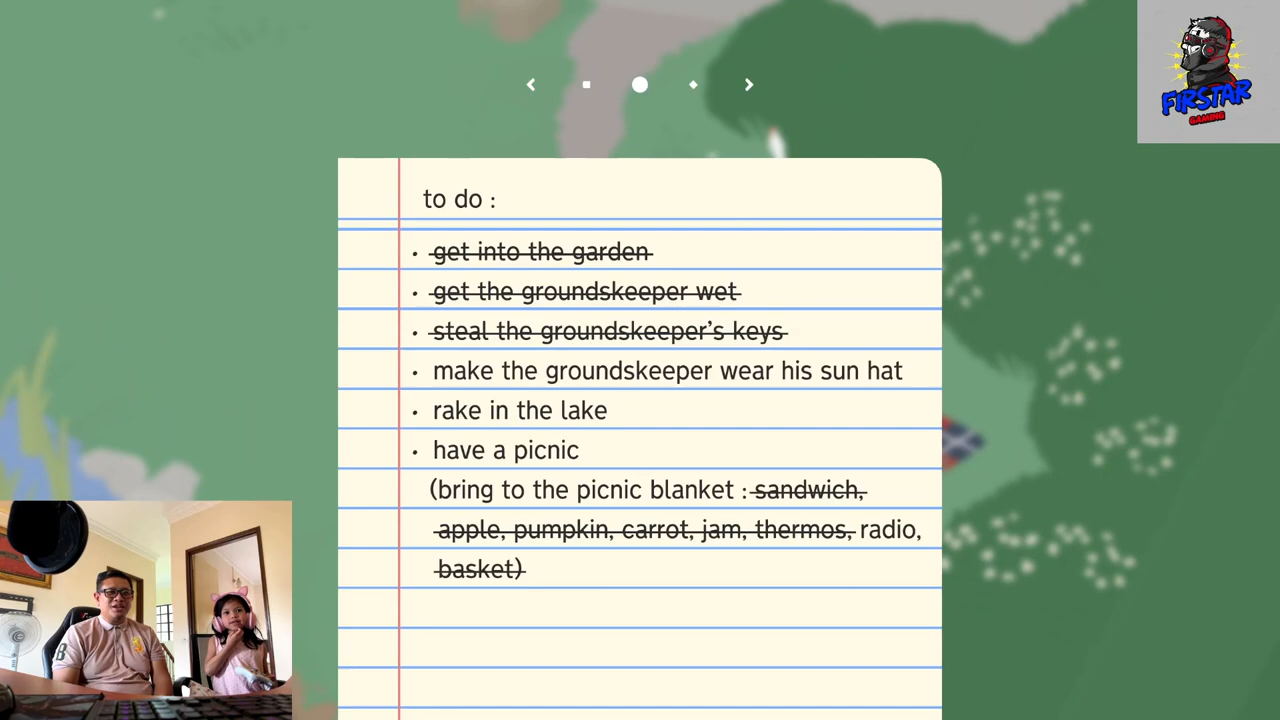 to do :
· get into the garden
· get the groundskeeper wet
· steal the groundskeeper's keys
· make the groundskeeper wear his sun hat
· rake in the lake
· have a picnic
(bring to the picnic blanket : sandwich,
apple, pumpkin, carrot, jam, thermos, radio,
basket)
FIRSTAR
GAMING
B